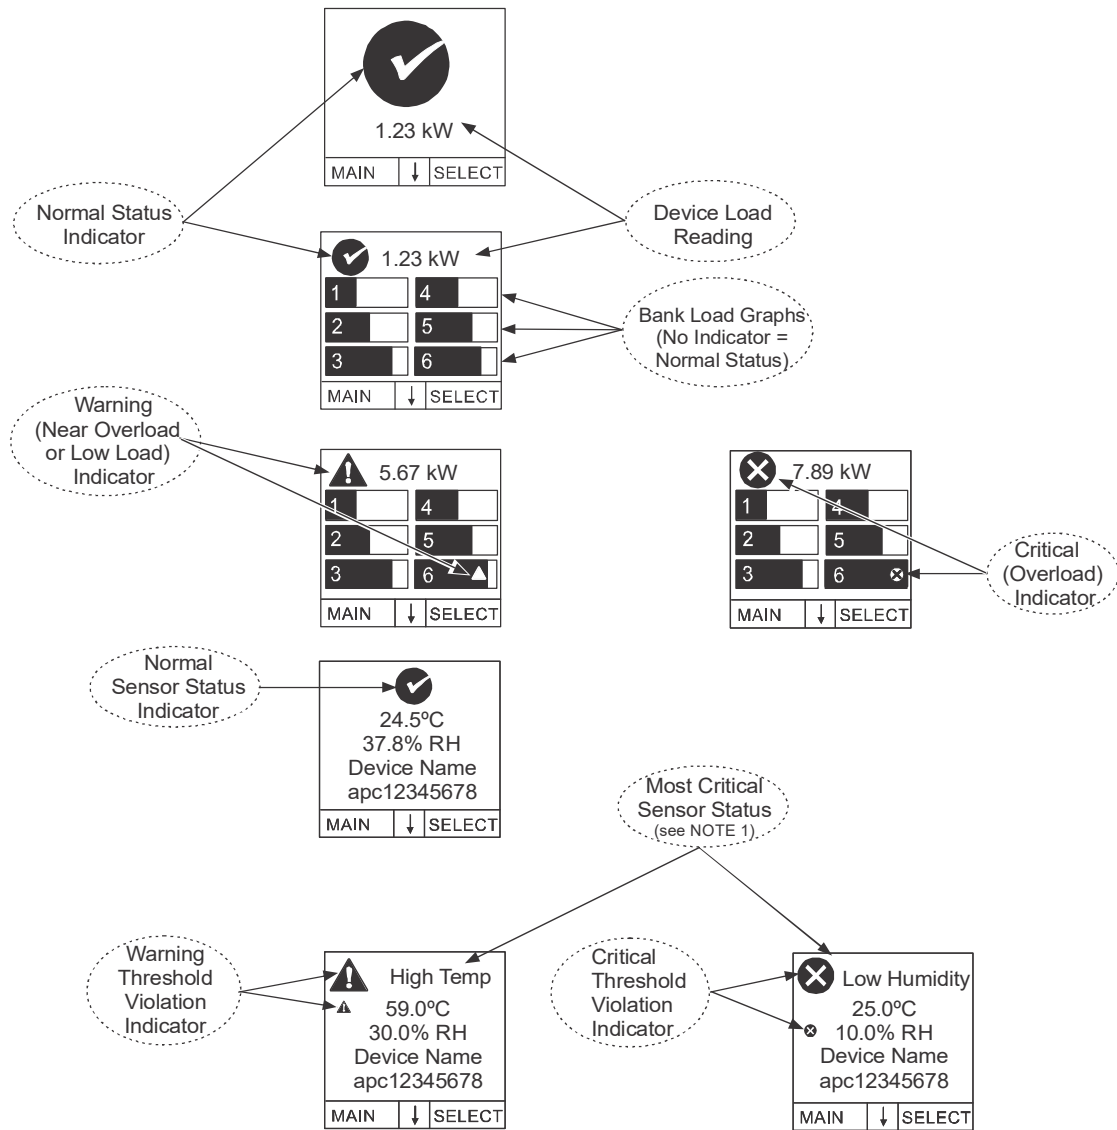 1.23 kW
MAIN ↓ SELECT
Normal Status
Indicator
Device Load
Reading
1.23 kW
1 4
2 5
3 6
MAIN ↓ SELECT
Bank Load Graphs
(No Indicator =
Normal Status)
Warning
(Near Overload
or Low Load)
Indicator
5.67 kW
1 4
2 5
3 6
MAIN ↓ SELECT
7.89 kW
1 4
2 5
3 6
MAIN ↓ SELECT
Critical
(Overload)
Indicator
Normal
Sensor Status
Indicator
24.5ºC
37.8% RH
Device Name
apc12345678
MAIN ↓ SELECT
Most Critical
Sensor Status
(see NOTE 1)
Warning
Threshold
Violation
Indicator
High Temp
59.0ºC
30.0% RH
Device Name
apc12345678
MAIN ↓ SELECT
Critical
Threshold
Violation
Indicator
Low Humidity
25.0ºC
10.0% RH
Device Name
apc12345678
MAIN ↓ SELECT